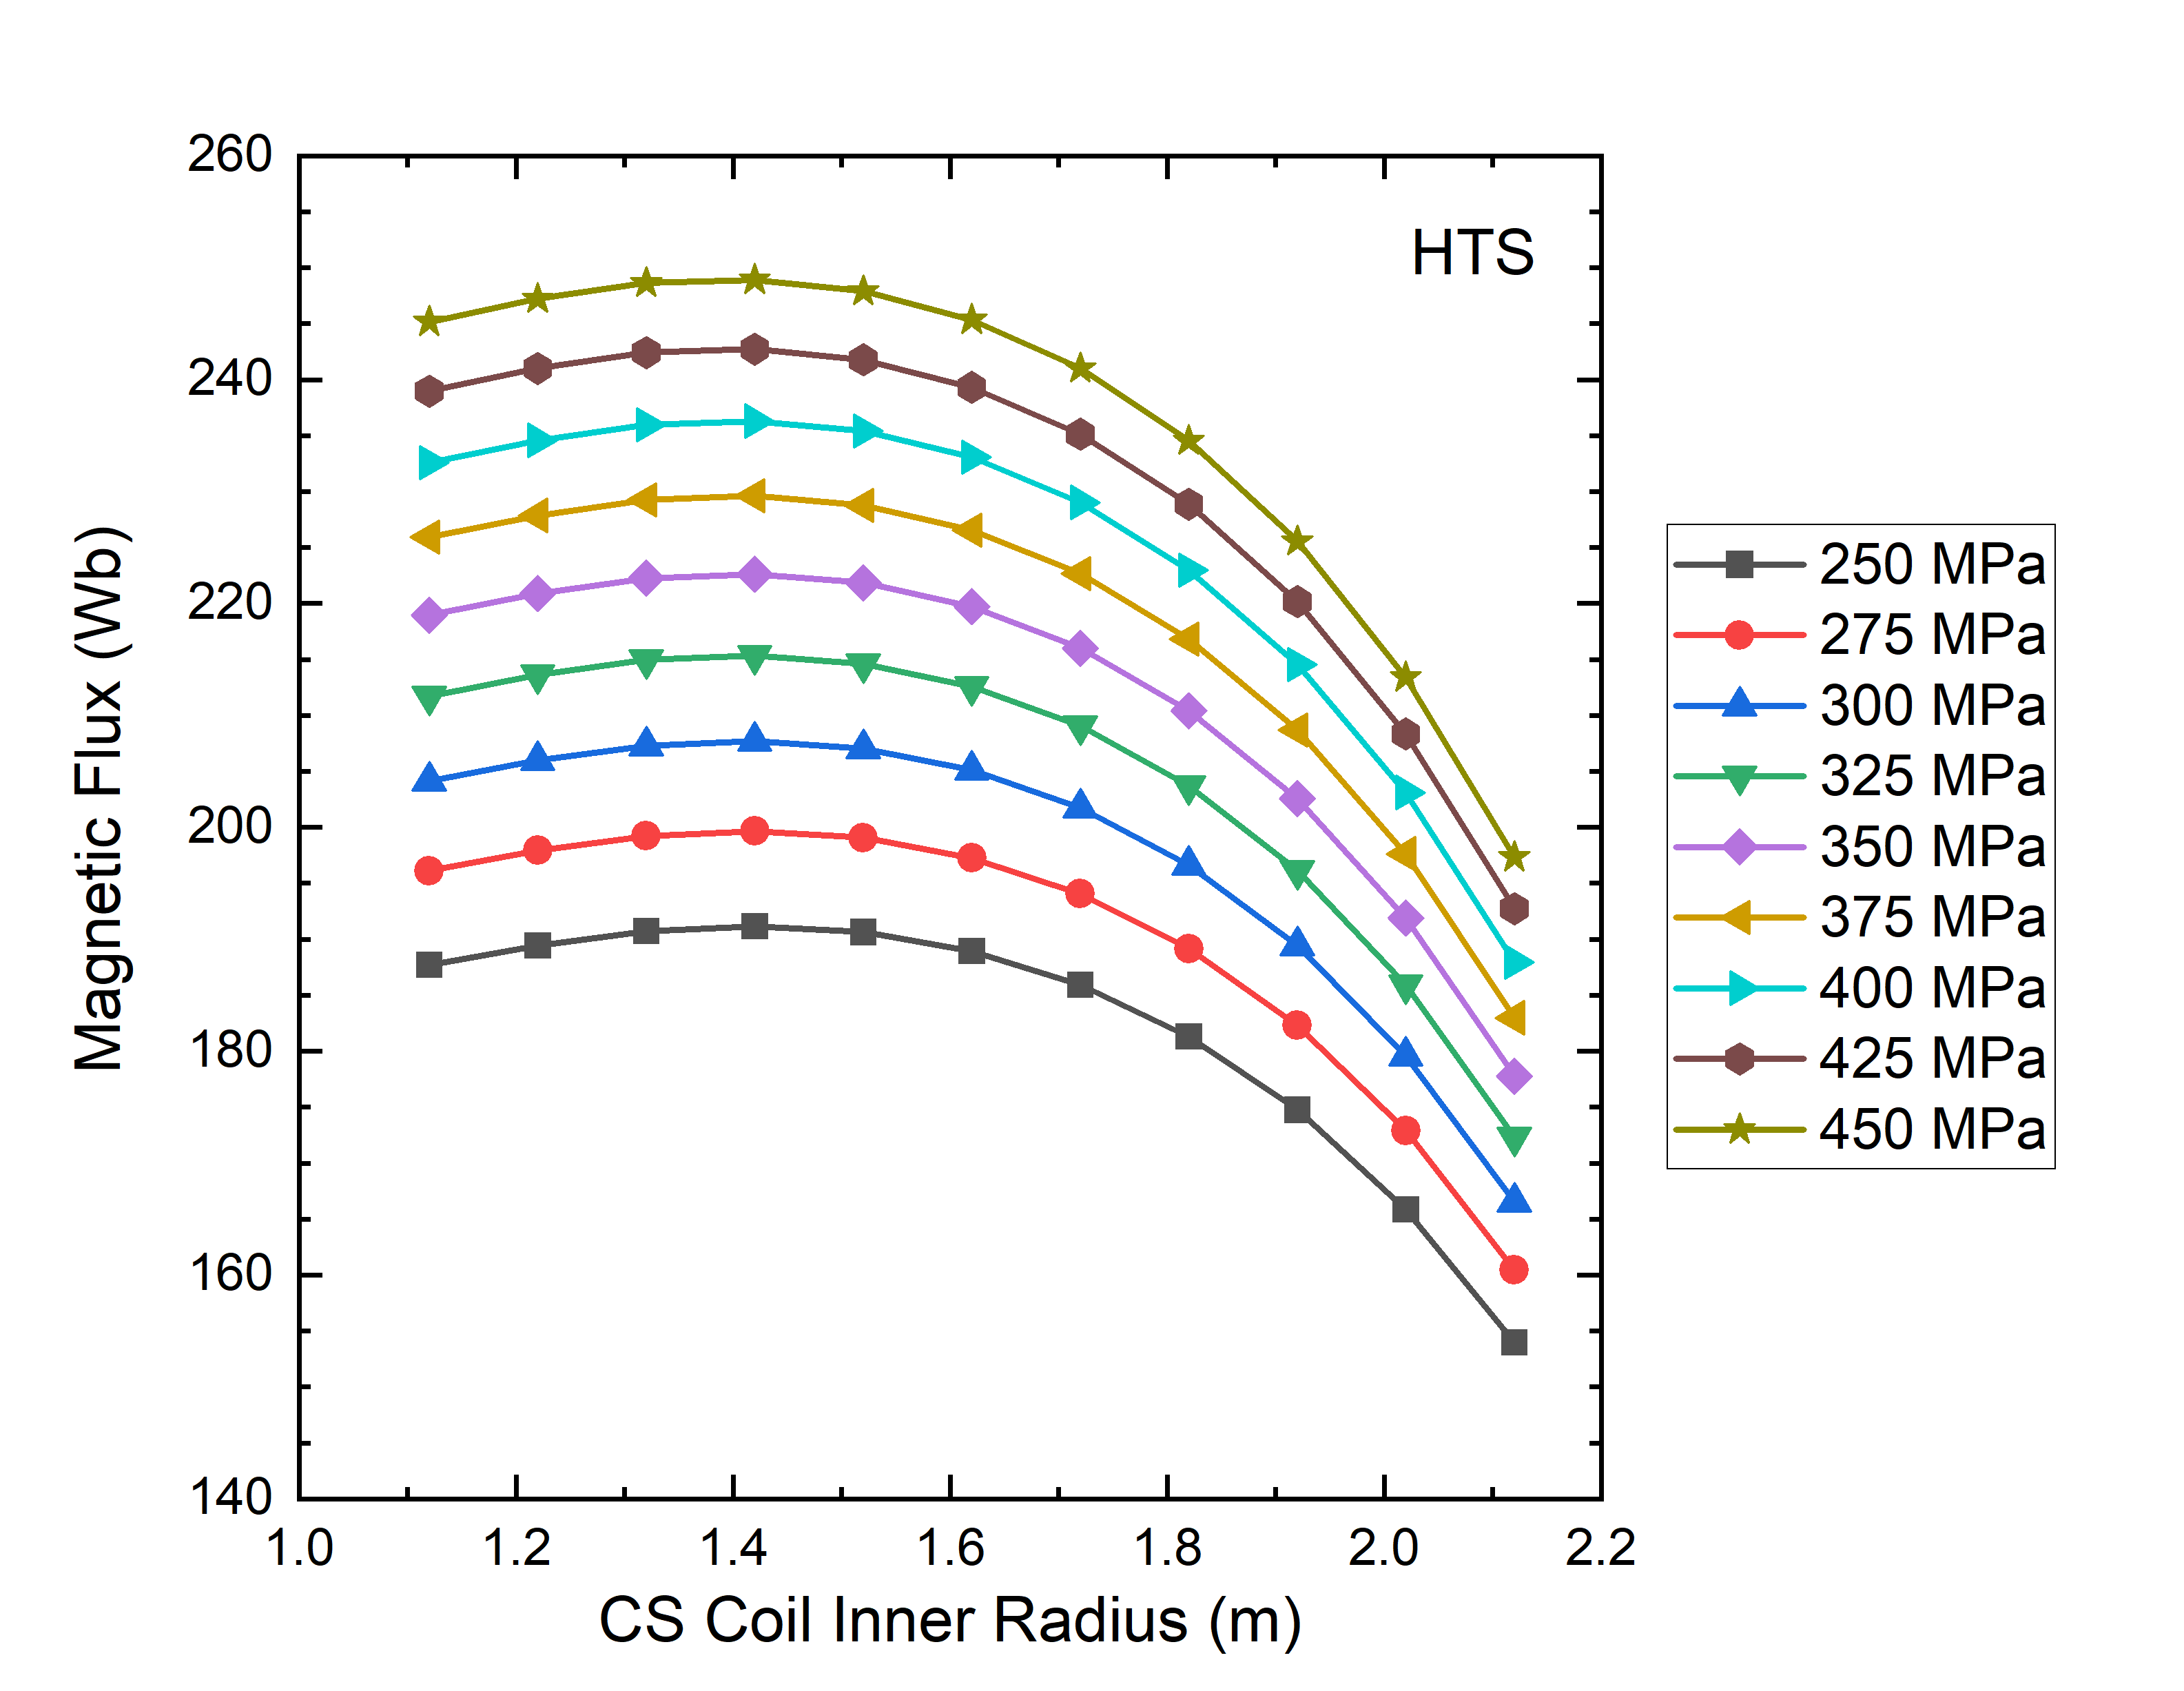 260
240
220
200
180
160
140
Magnetic Flux (Wb)
HTS
250 MPa
275 MPa
300 MPa
325 MPa
350 MPa
375 MPa
400 MPa
425 MPa
450 MPa
1.0 1.2 1.4 1.6 1.8 2.0 2.2
CS Coil Inner Radius (m)